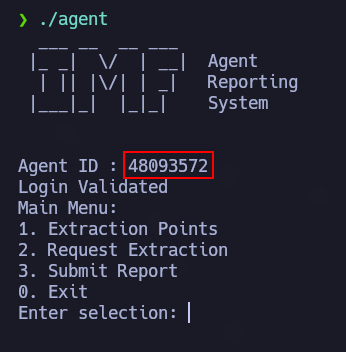 ❯ ./agent
  ___ __  __ ___
 |_ _|  \/  | __|  Agent
  | || |\/| | _|   Reporting
 |___|_|  |_|_|    System


Agent ID : 48093572
Login Validated
Main Menu:
1. Extraction Points
2. Request Extraction
3. Submit Report
0. Exit
Enter selection: